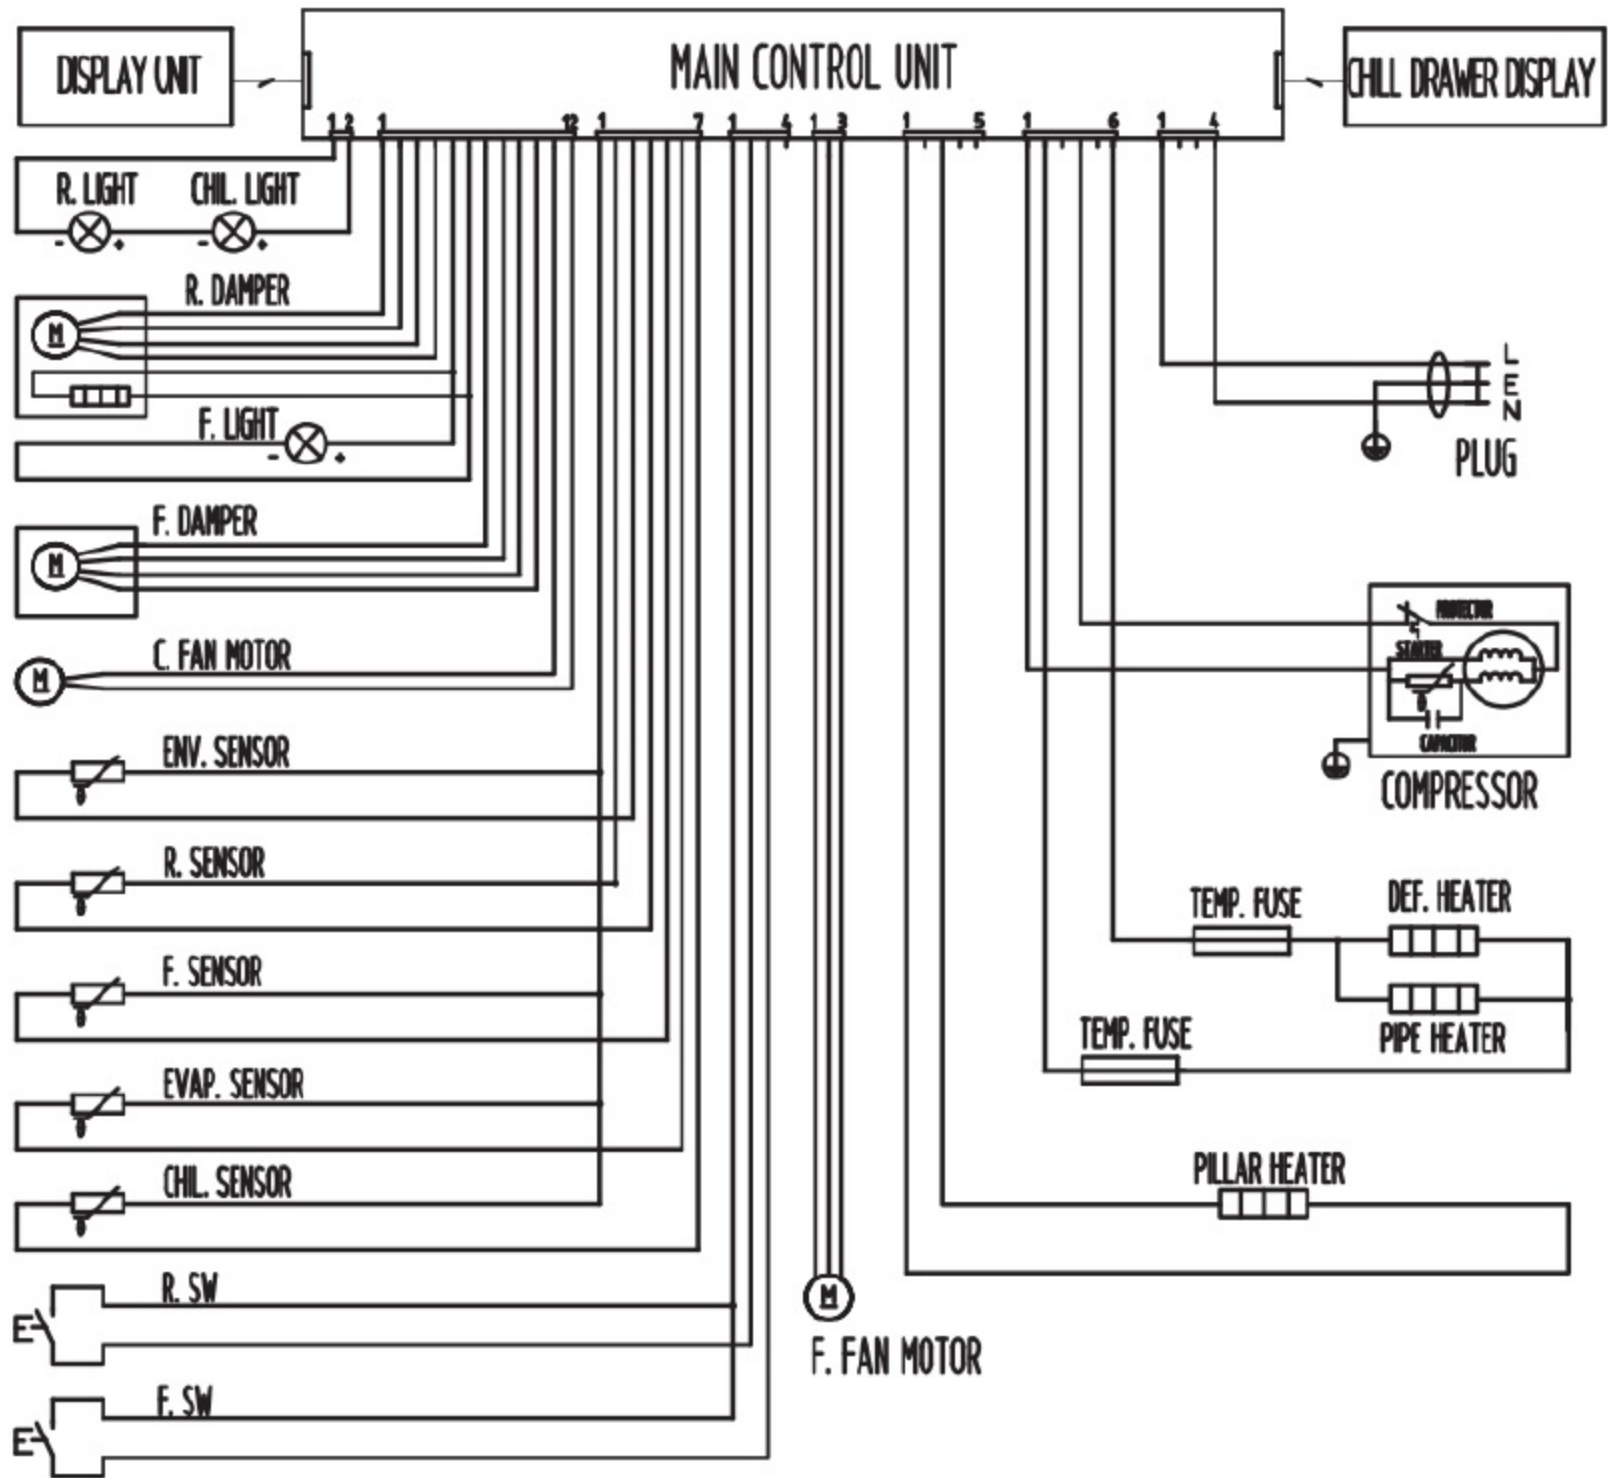 DISPLAY UNIT
MAIN CONTROL UNIT
CHILL DRAWER DISPLAY
1 2 1 12 1 7 1 4 1 3 1 5 1 6 1 4
R. LIGHT
CHIL. LIGHT
- + - +
R. DAMPER
M
F. LIGHT
- +
L
E
N
PLUG
F. DAMPER
M
C. FAN MOTOR
M
PROTECTOR
STARTER
CAPACITOR
COMPRESSOR
ENV. SENSOR
R. SENSOR
F. SENSOR
EVAP. SENSOR
CHIL. SENSOR
TEMP. FUSE
DEF. HEATER
PIPE HEATER
TEMP. FUSE
PILLAR HEATER
R. SW
F. SW
M
F. FAN MOTOR